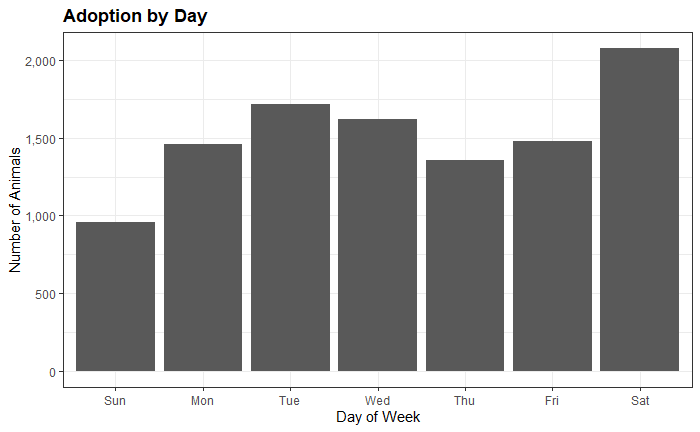 Adoption by Day
Number of Animals
2,000
1,500
1,000
500
0
Sun Mon Tue Wed Thu Fri Sat
Day of Week